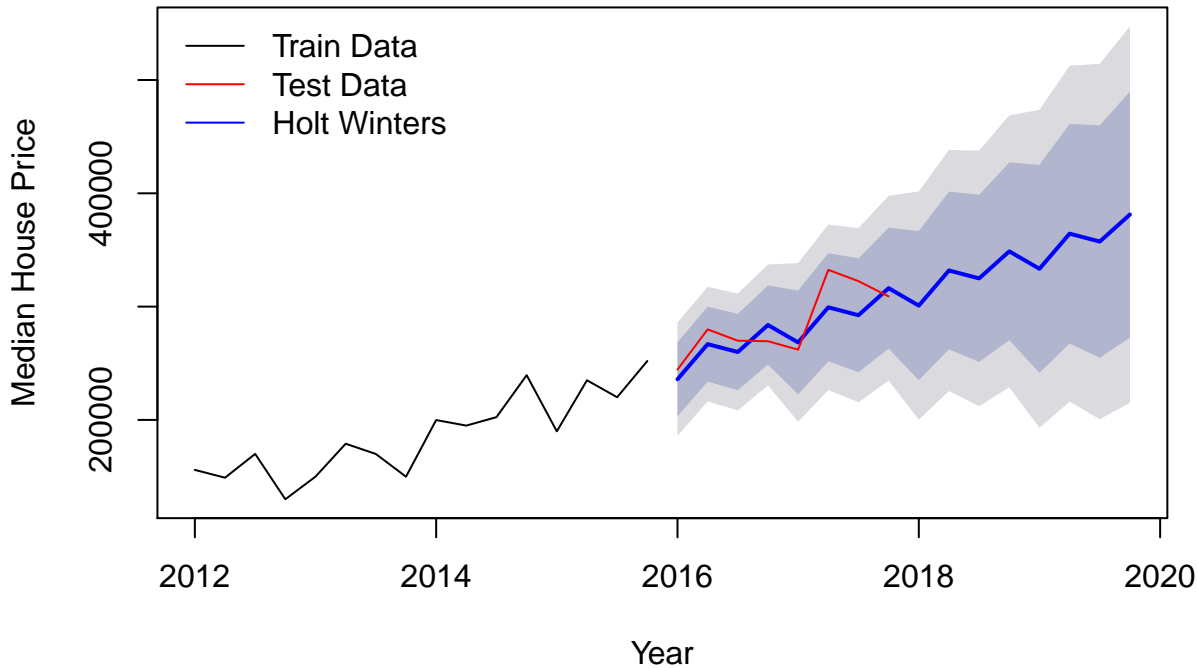 Train Data
Test Data
Holt Winters
Median House Price
400000
200000
2012 2014 2016 2018 2020
Year